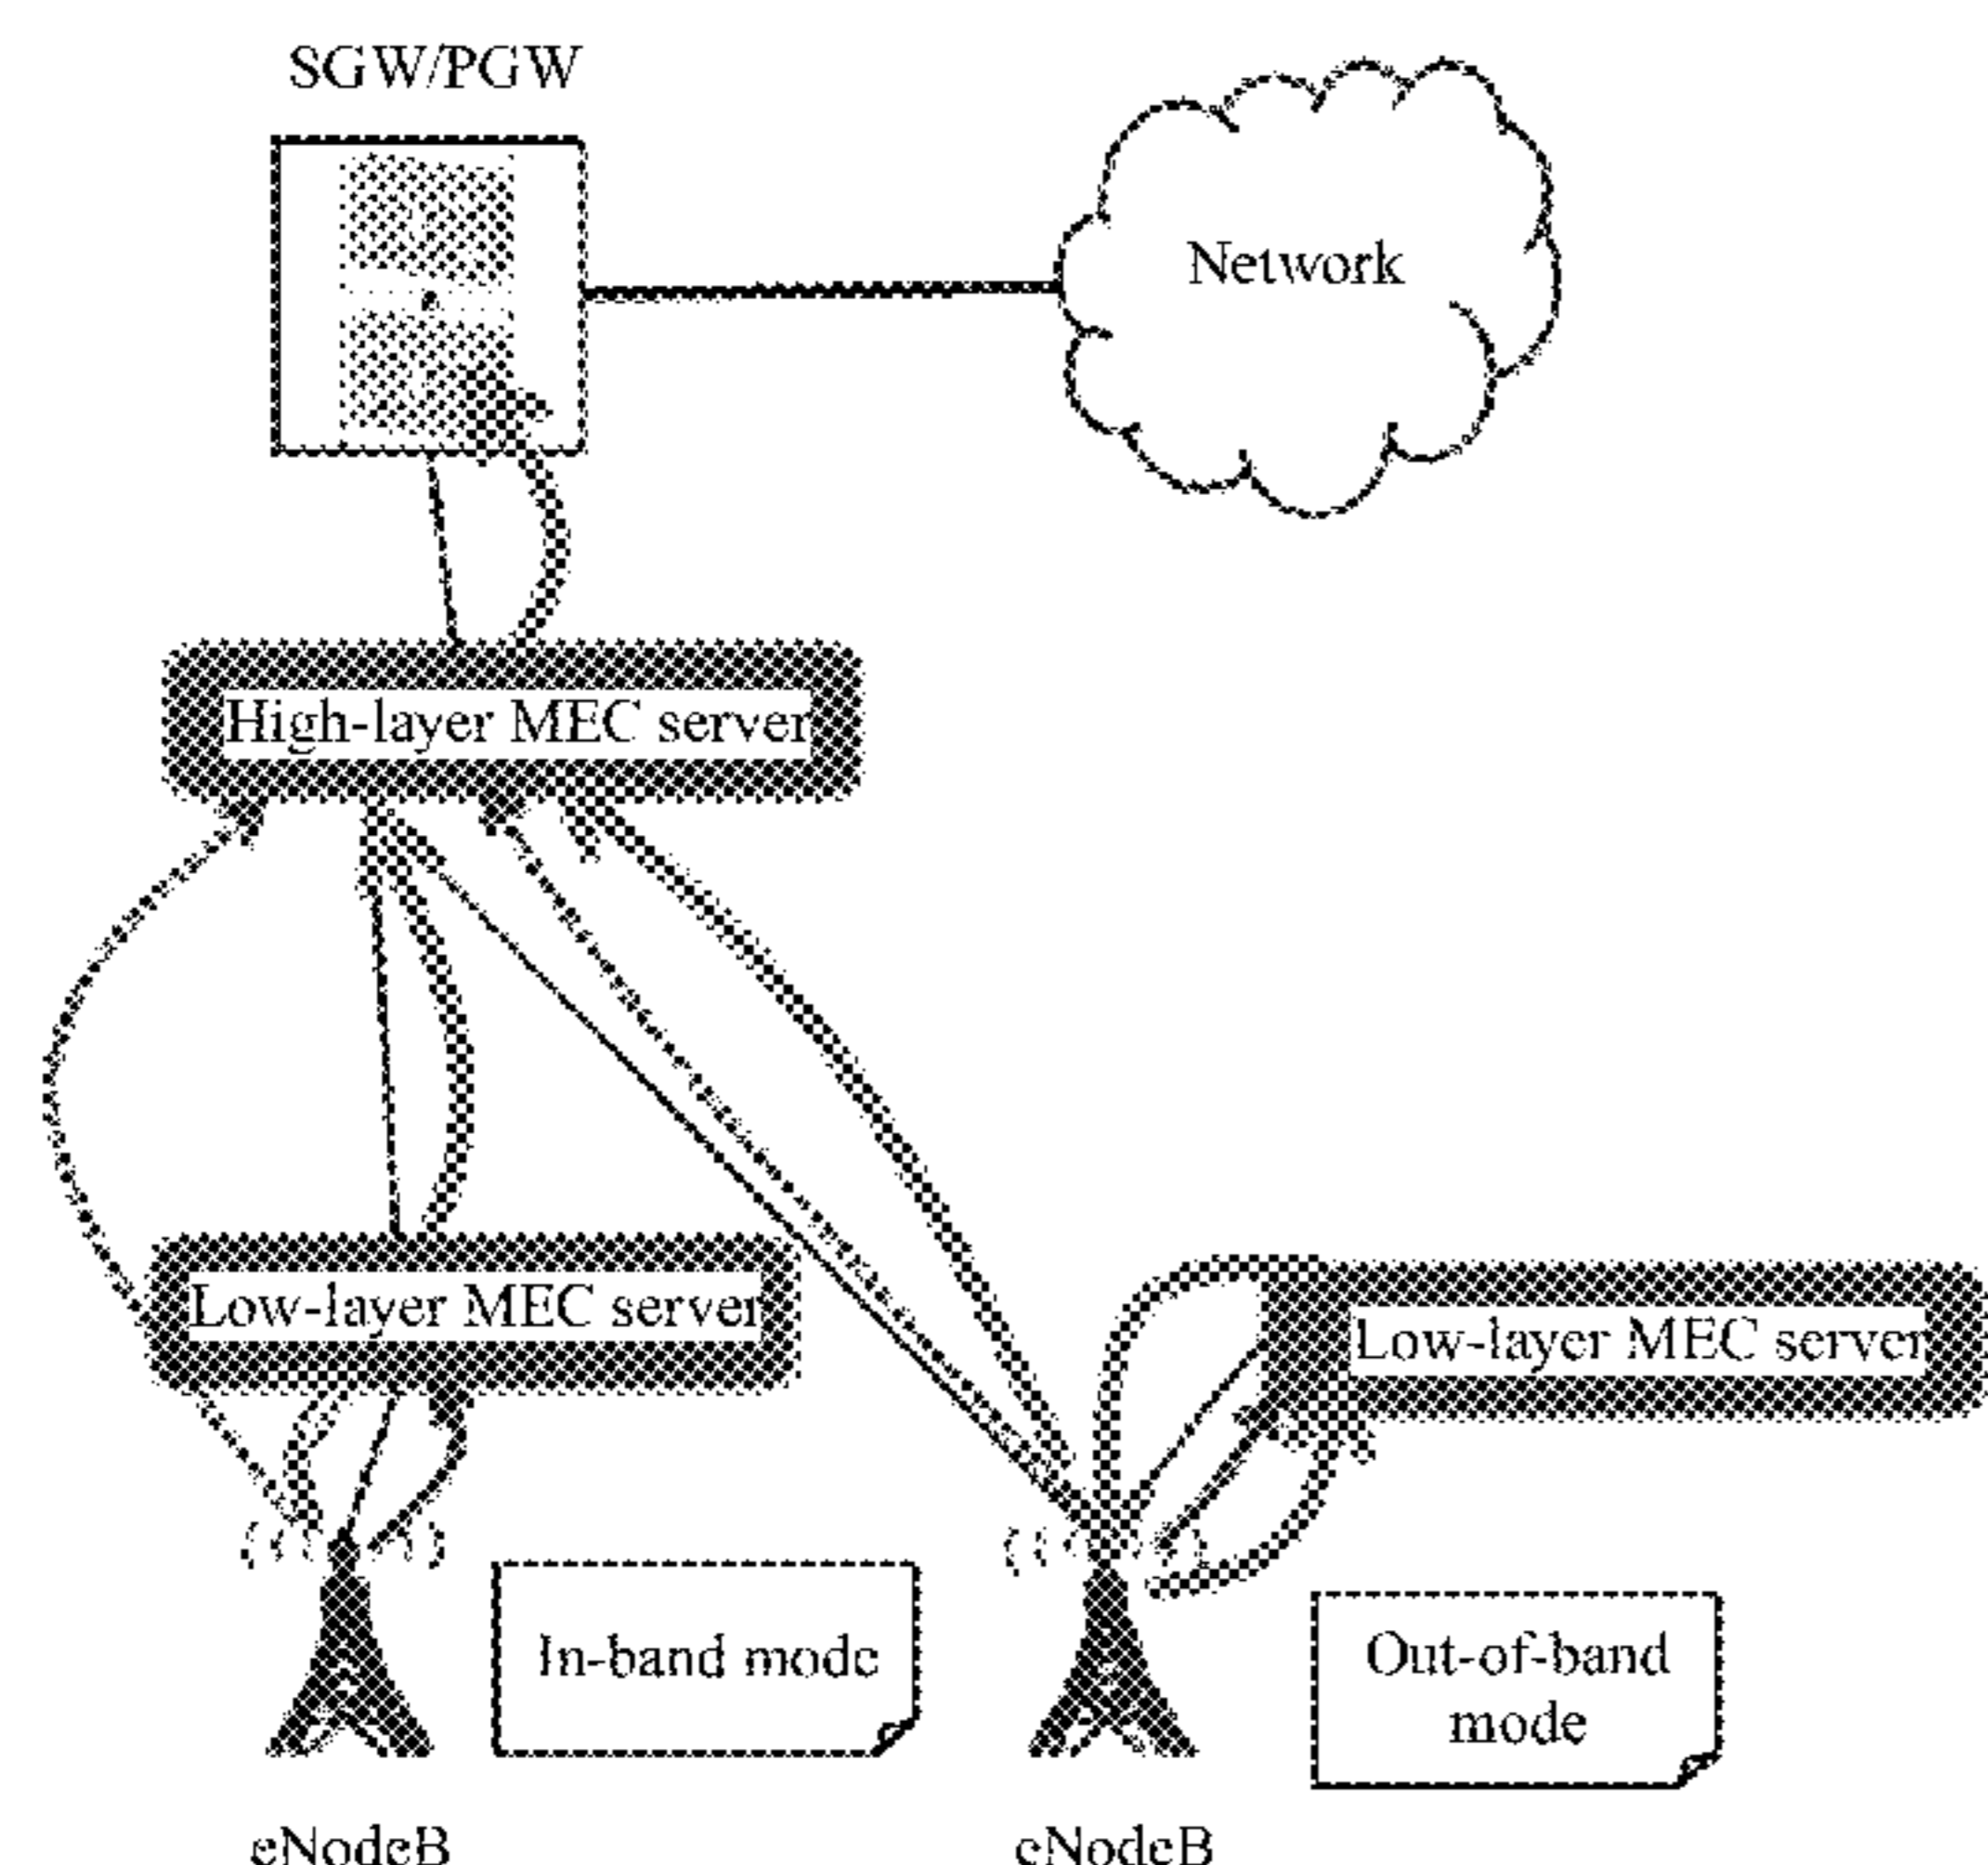 SGW/PGW
Network
High-layer MEC server
Low-layer MEC server
Low-layer MEC server
In-band mode
Out-of-band
mode
eNodeB
eNodeB